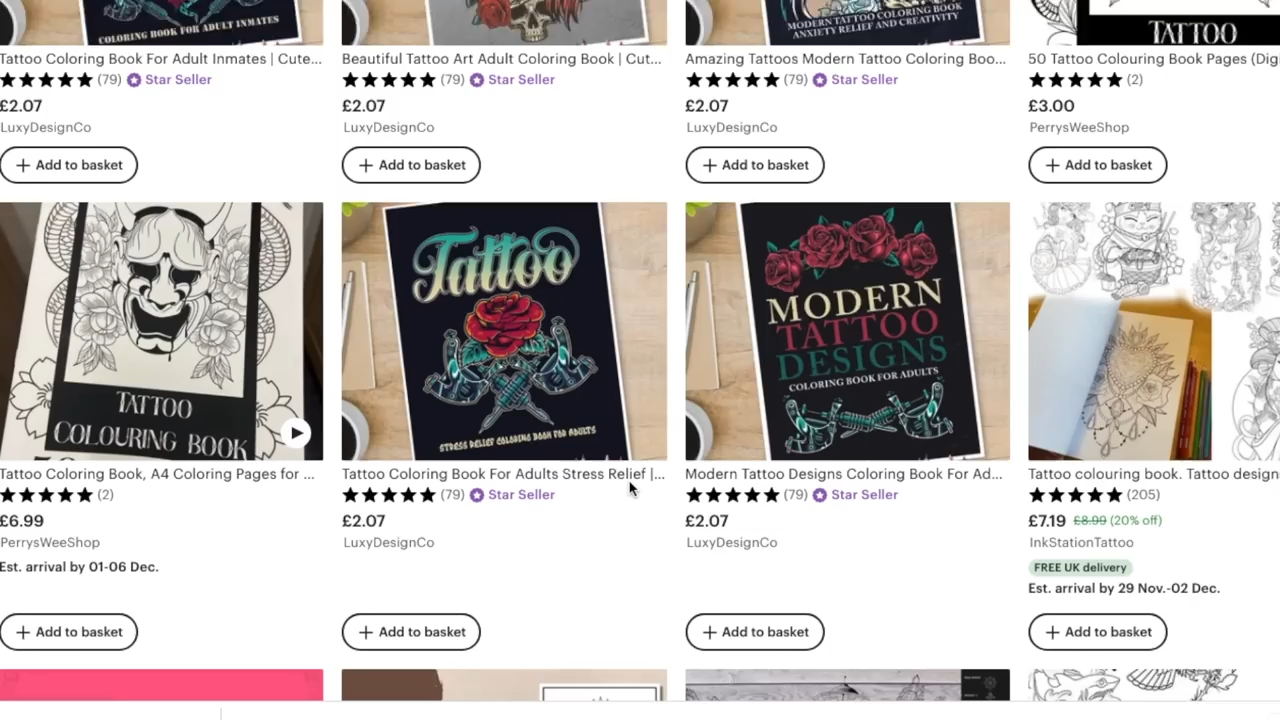 COLORING BOOK FOR ADULT INMATES
MODERN TATTOO COLORING BOOK
ANXIETY RELIEF AND CREATIVITY
TATTOO
Tattoo Coloring Book For Adult Inmates | Cute...
Beautiful Tattoo Art Adult Coloring Book | Cut...
Amazing Tattoos Modern Tattoo Coloring Boo...
50 Tattoo Colouring Book Pages (Dig
(79) Star Seller
(79) Star Seller
(79) Star Seller
(2)
£2.07
£2.07
£2.07
£3.00
LuxyDesignCo
LuxyDesignCo
LuxyDesignCo
PerrysWeeShop
+ Add to basket
+ Add to basket
+ Add to basket
+ Add to basket
TATTOO
COLOURING BOOK
Tattoo
STRESS RELIEF COLORING BOOK FOR ADULTS
MODERN
TATTOO
DESIGNS
COLORING BOOK FOR ADULTS
Tattoo Coloring Book, A4 Coloring Pages for ...
Tattoo Coloring Book For Adults Stress Relief |...
Modern Tattoo Designs Coloring Book For Ad...
Tattoo colouring book. Tattoo design
(2)
(79) Star Seller
(79) Star Seller
(205)
£6.99
£2.07
£2.07
£7.19 £8.99 (20% off)
PerrysWeeShop
LuxyDesignCo
LuxyDesignCo
InkStationTattoo
FREE UK delivery
Est. arrival by 01-06 Dec.
Est. arrival by 29 Nov.-02 Dec.
+ Add to basket
+ Add to basket
+ Add to basket
+ Add to basket